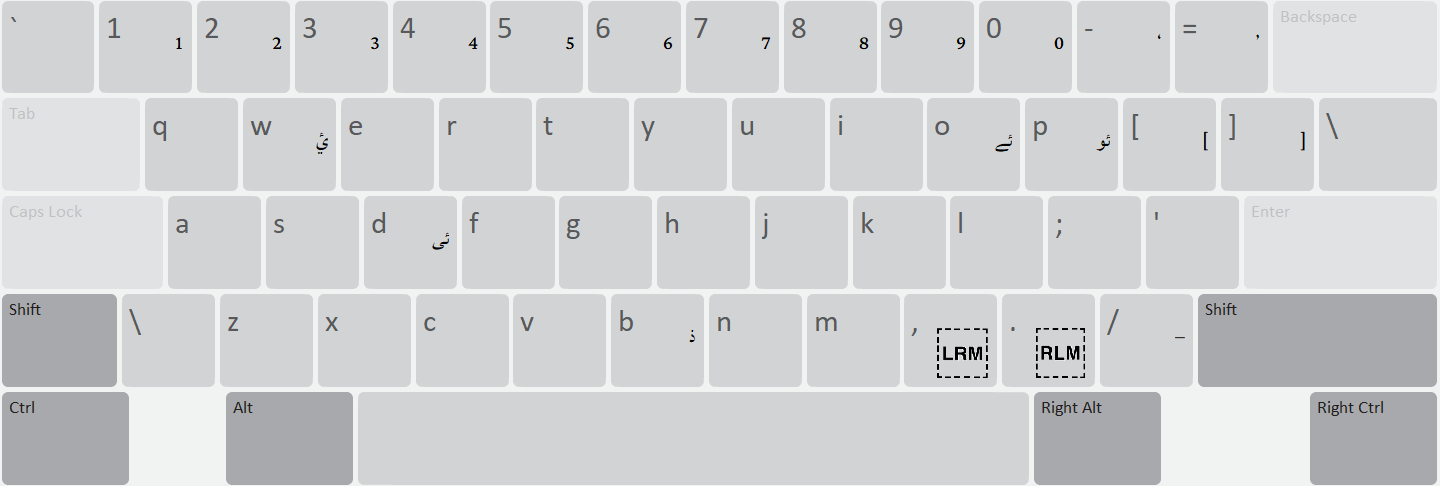 ` 1 1 2 2 3 3 4 4 5 5 6 6 7 7 8 8 9 9 0 0 - ‘ = ’ Backspace
Tab q w ېٔ e r t y u i o ئے p ئو [ [ ] ] \
Caps Lock a s d ئی f g h j k l ; ' Enter
Shift \ z x c v b ذ n m , LRM . RLM / _ Shift
Ctrl Alt Right Alt Right Ctrl